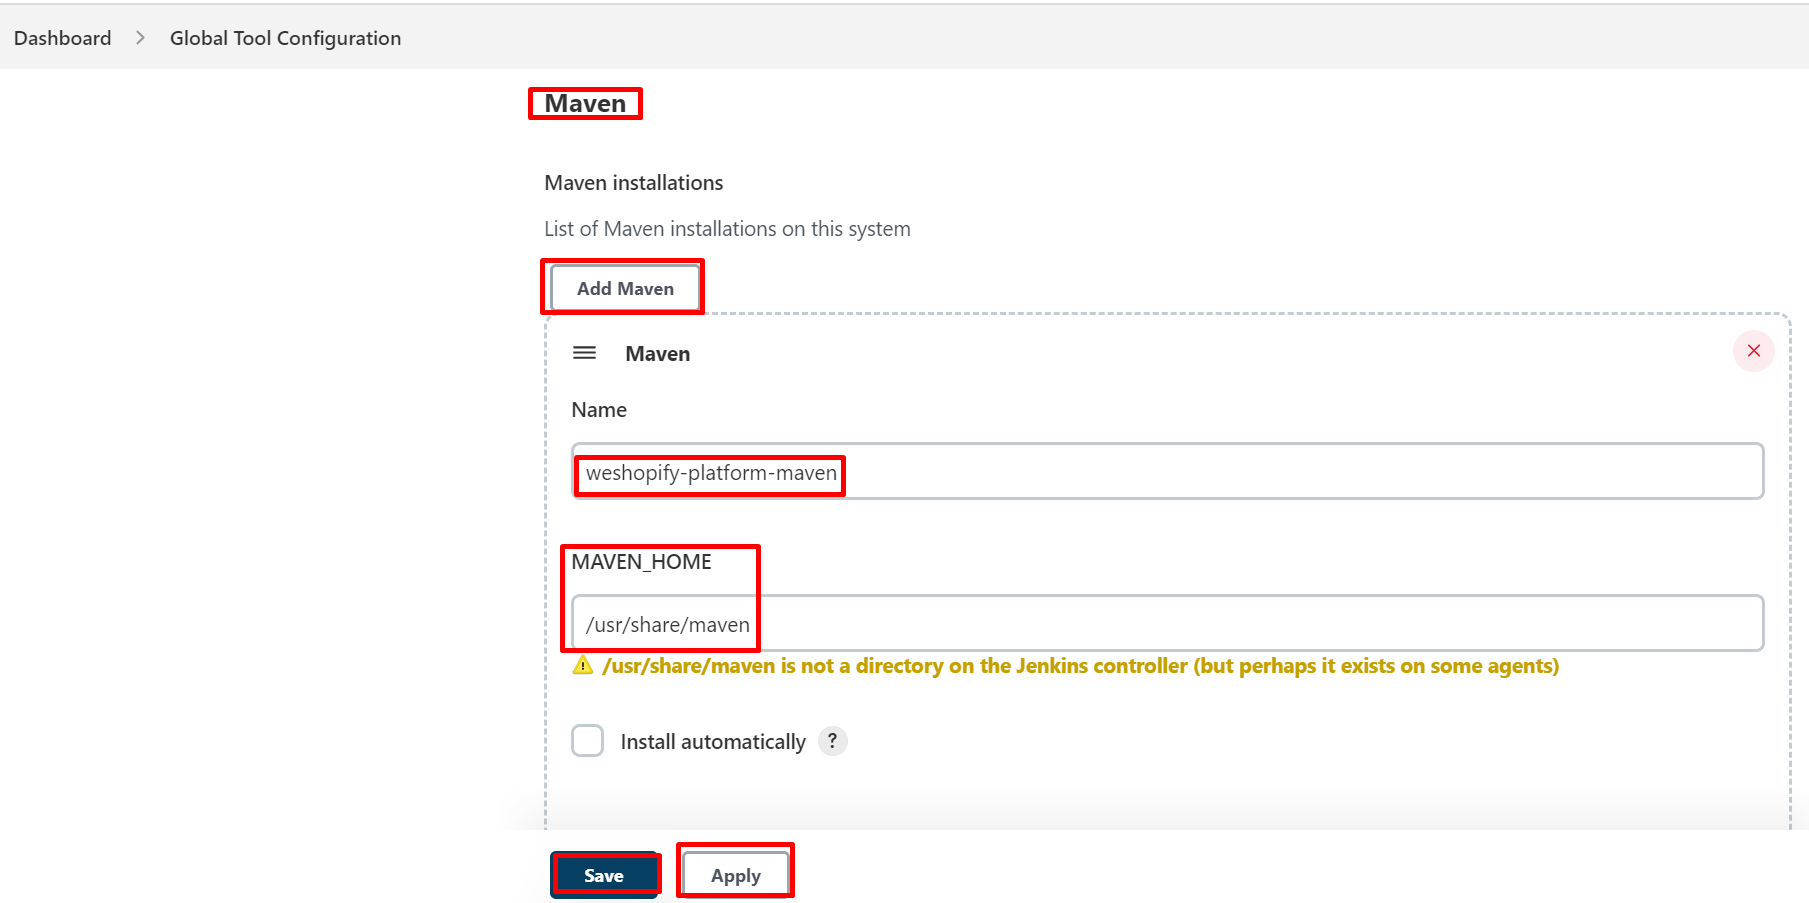 Dashboard > Global Tool Configuration
Maven
Maven installations
List of Maven installations on this system
Add Maven
Maven
Name
weshopify-platform-maven
MAVEN_HOME
/usr/share/maven
/usr/share/maven is not a directory on the Jenkins controller (but perhaps it exists on some agents)
Install automatically ?
Save Apply